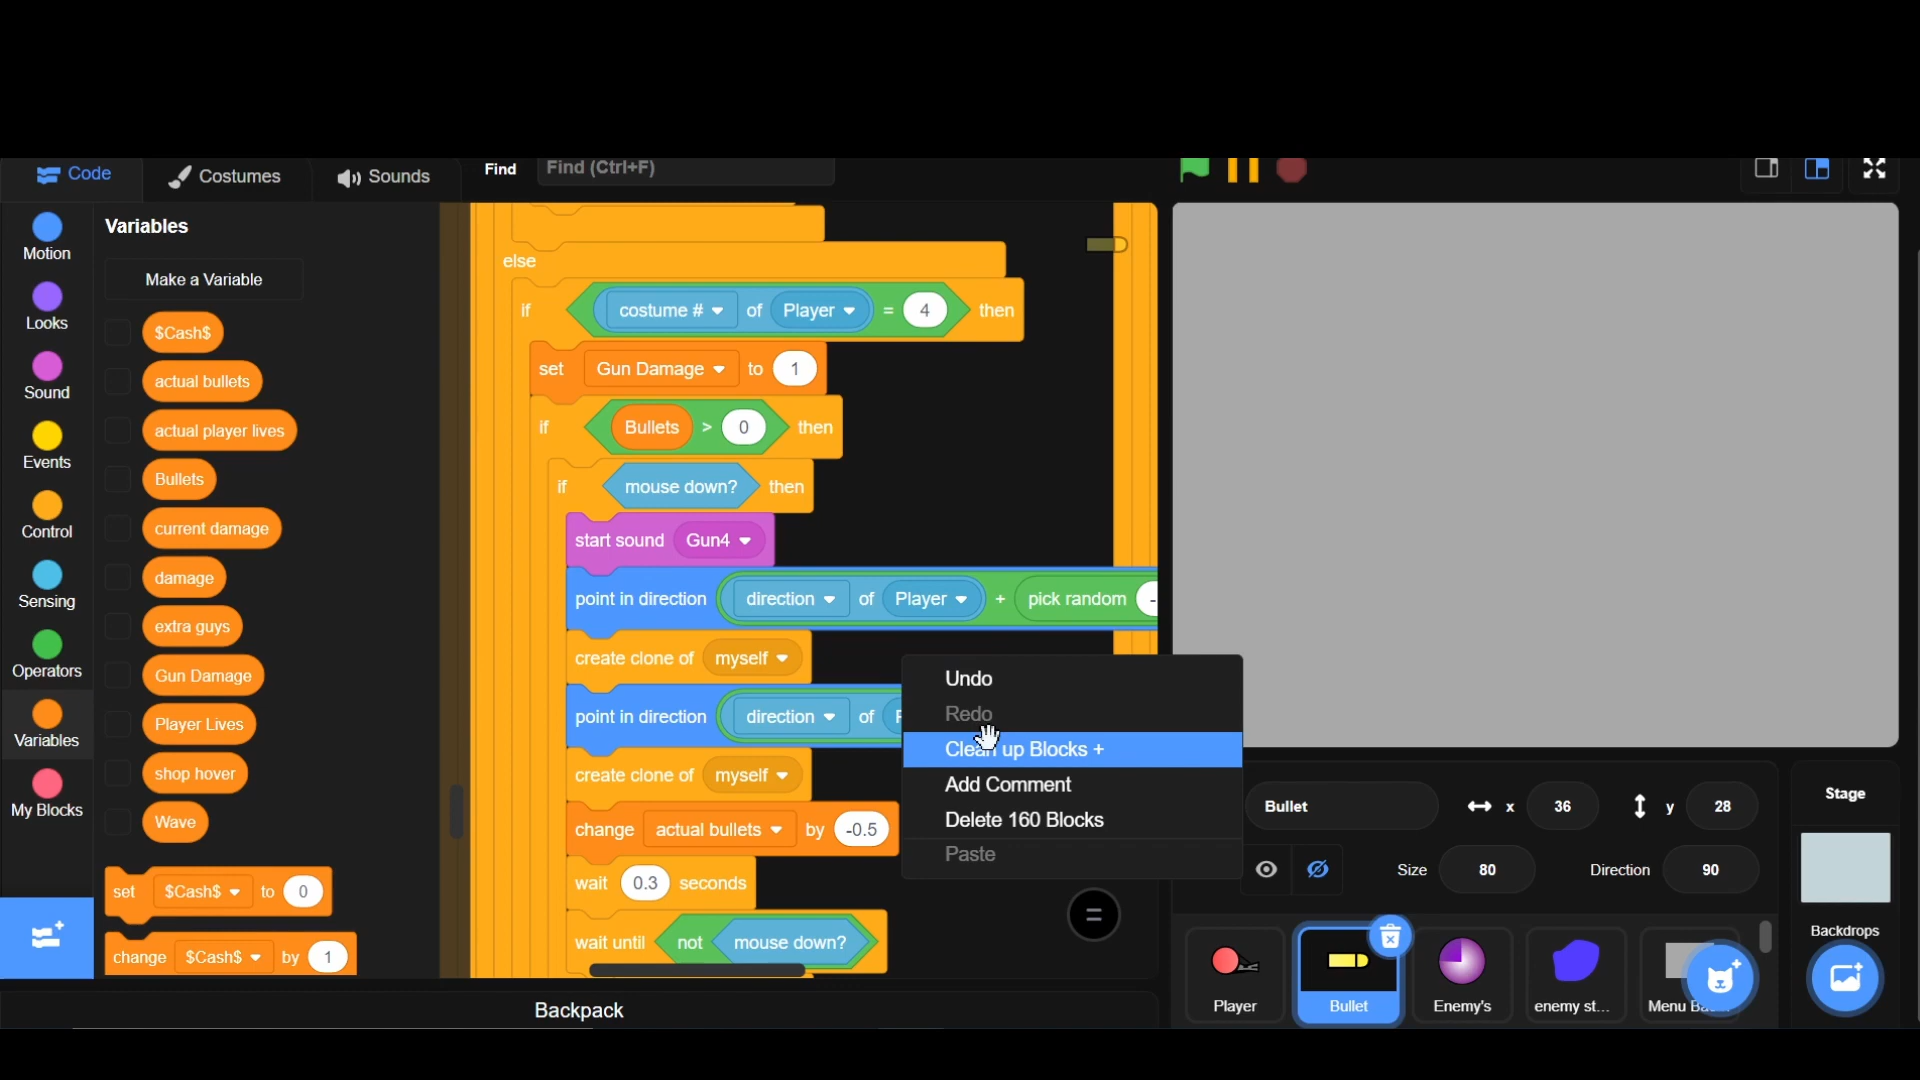 Code
Costumes
Sounds
Find
Find (Ctrl+F)
Motion
Looks
Sound
Events
Control
Sensing
Operators
Variables
My Blocks
Variables
Make a Variable
$Cash$
actual bullets
actual player lives
Bullets
current damage
damage
extra guys
Gun Damage
Player Lives
shop hover
Wave
set $Cash$ to 0
change $Cash$ by 1
else
if costume # of Player = 4 then
set Gun Damage to 1
if Bullets > 0 then
if mouse down? then
start sound Gun4
point in direction direction of Player + pick random -
create clone of myself
point in direction direction of
create clone of myself
change actual bullets by -0.5
wait 0.3 seconds
wait until not mouse down?
Undo
Redo
Clean up Blocks +
Add Comment
Delete 160 Blocks
Paste
=
Backpack
Bullet
x 36
y 28
Size 80
Direction 90
Player
Bullet
Enemy's
enemy st...
Menu
Stage
Backdrops